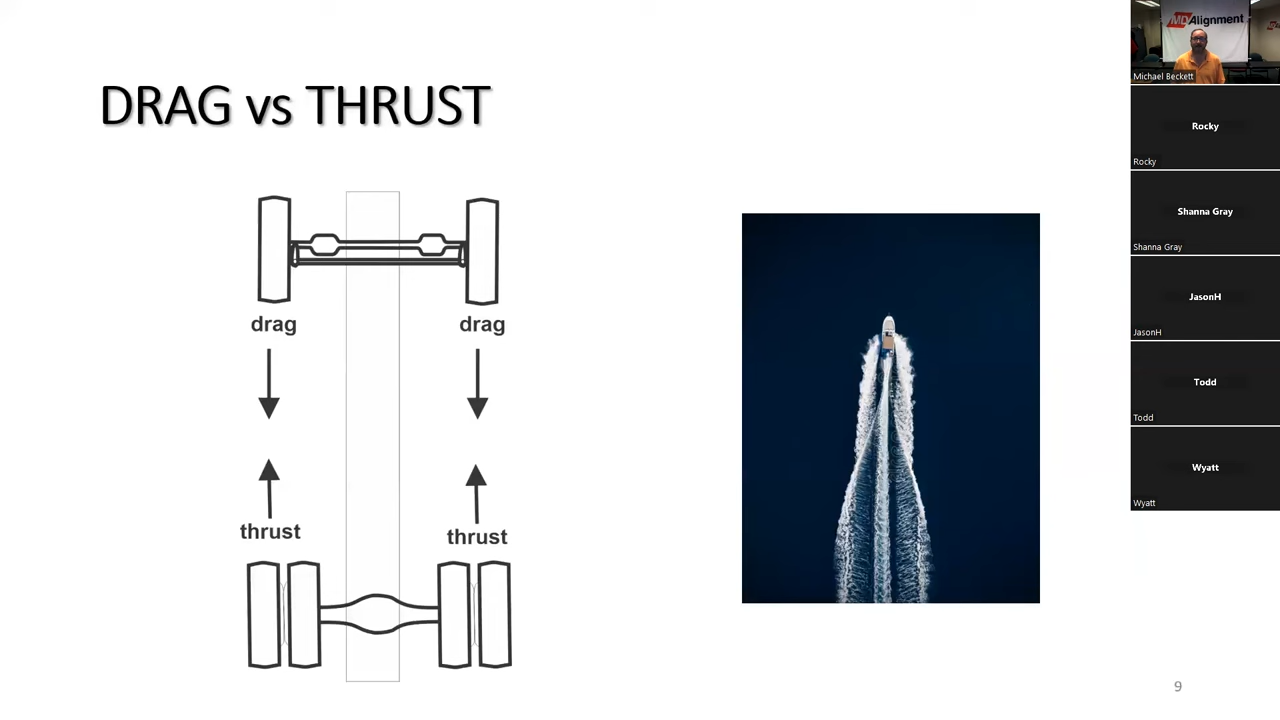 DRAG vs THRUST
drag
drag
thrust
thrust
9
MDAlignment
Michael Beckett
Rocky
Rocky
Shanna Gray
Shanna Gray
JasonH
JasonH
Todd
Todd
Wyatt
Wyatt